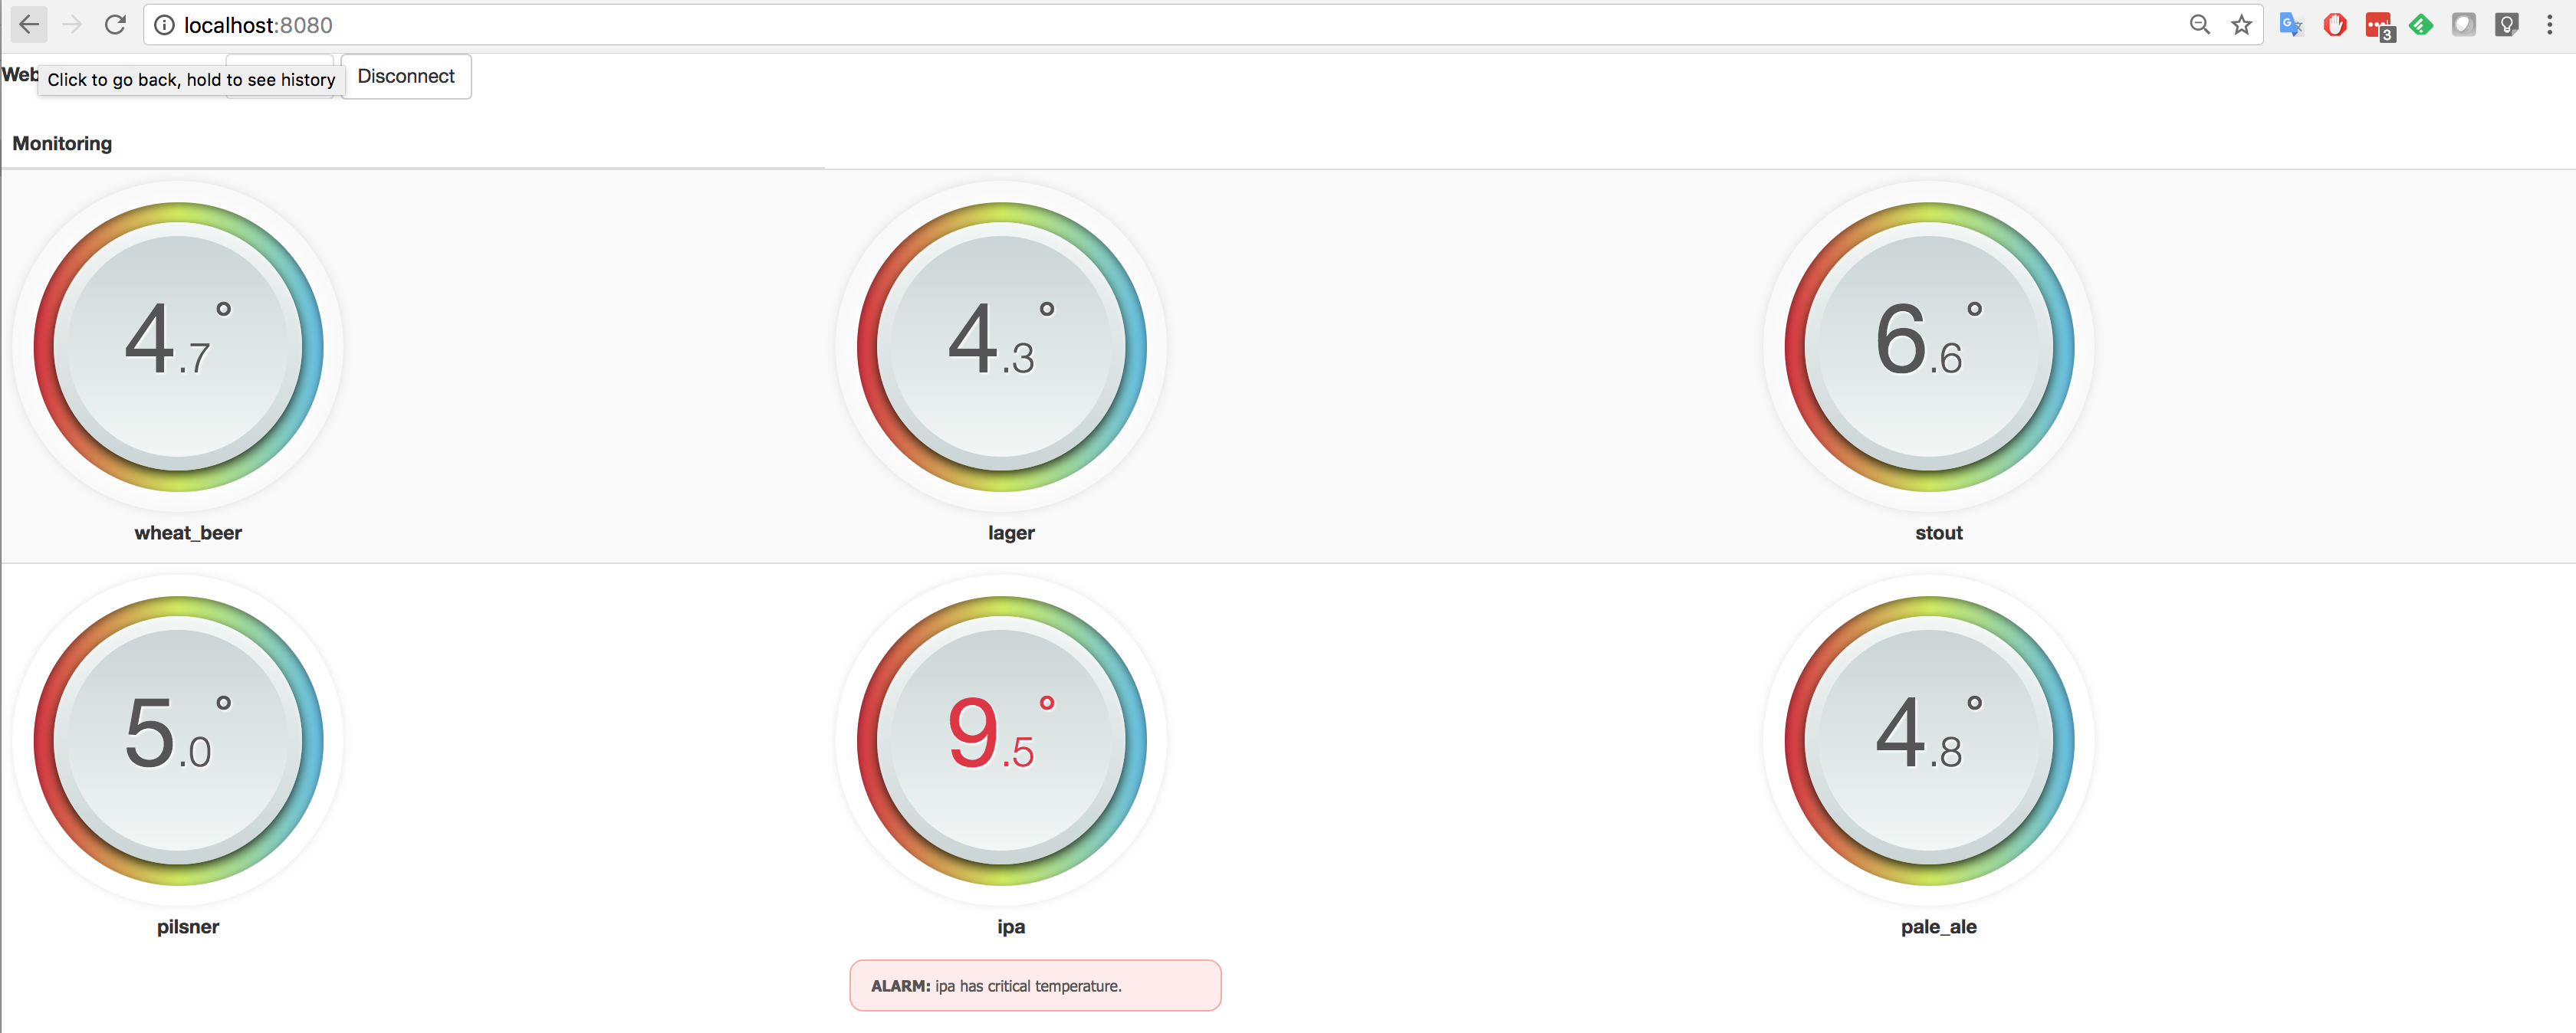 localhost:8080
3
Web
Click to go back, hold to see history
Disconnect
Monitoring
4.7°
4.3°
6.6°
wheat_beer
lager
stout
5.0°
9.5°
4.8°
pilsner
ipa
pale_ale
ALARM: ipa has critical temperature.